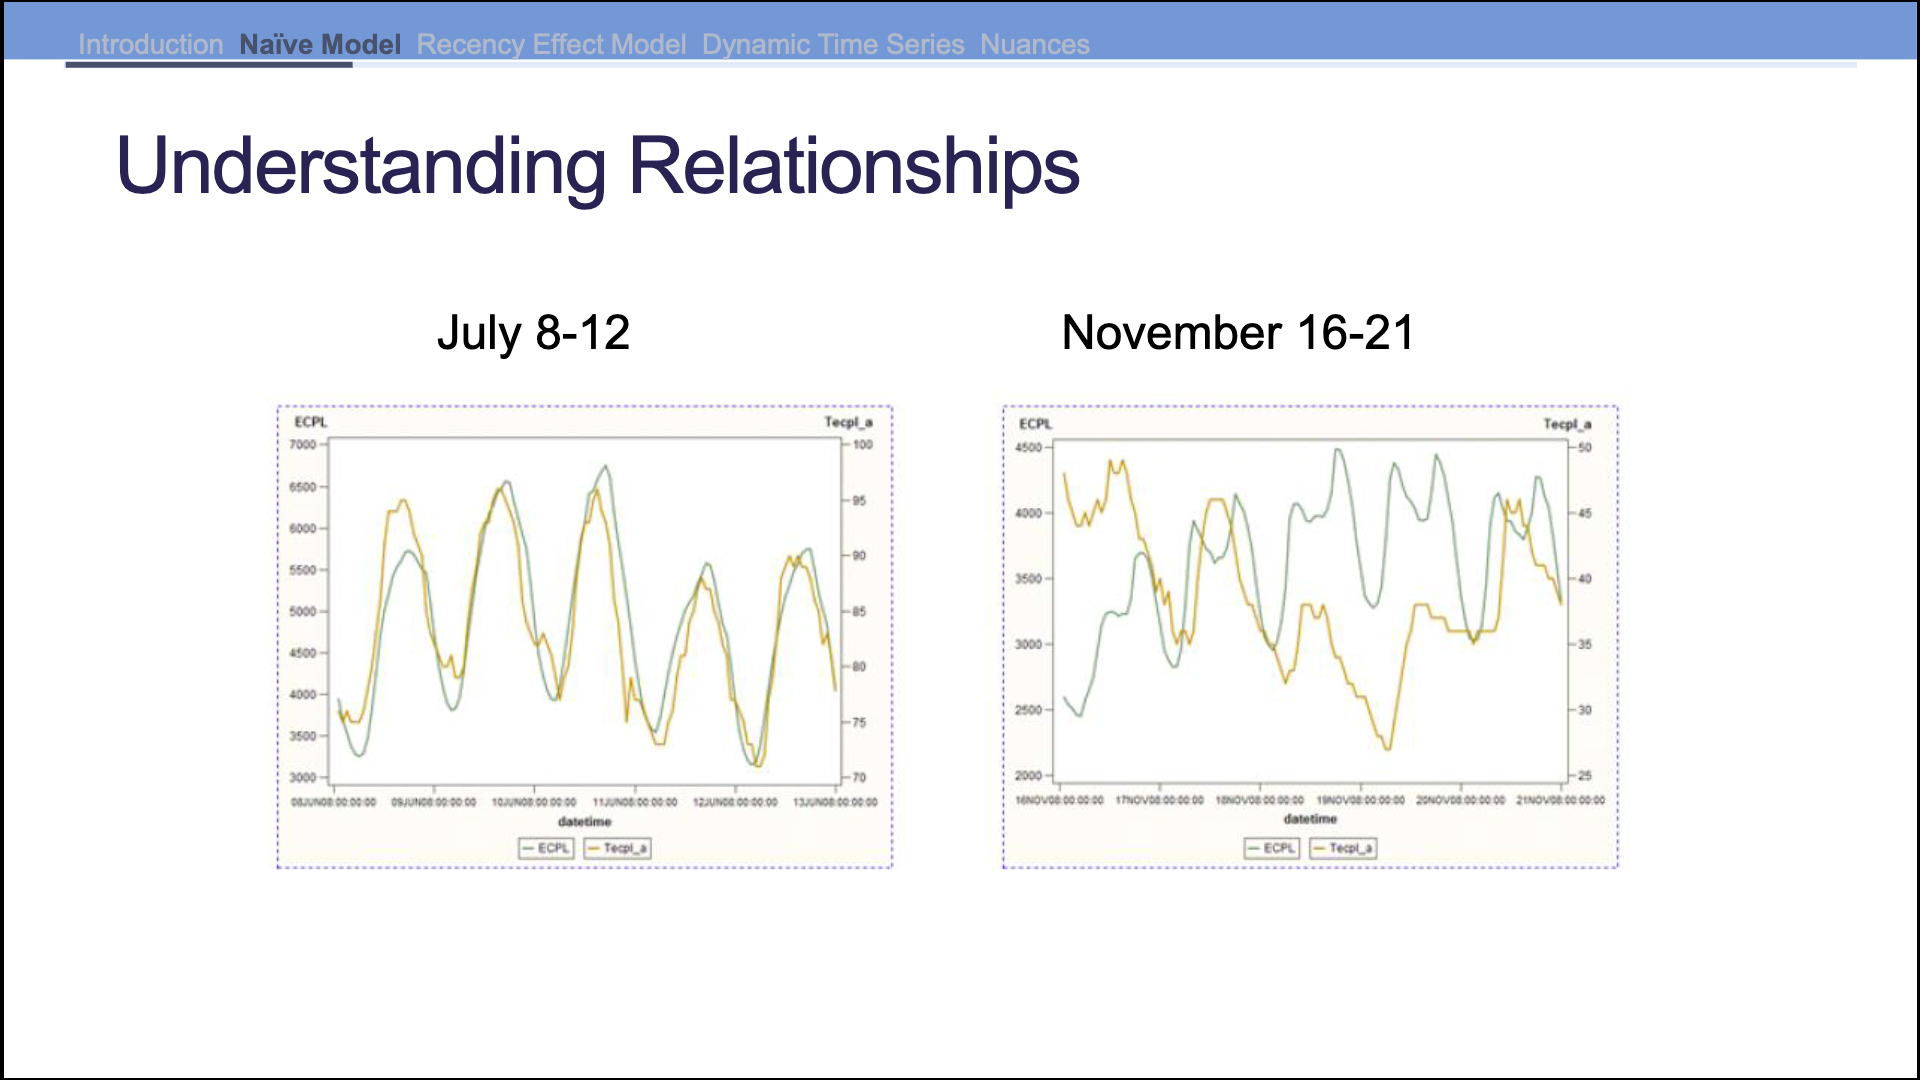 Introduction Naïve Model Recency Effect Model Dynamic Time Series Nuances
Understanding Relationships
July 8-12
November 16-21
ECPL Tecpl_a
7000 100
6500
95
6000
90
5500
5000 85
4500
80
4000
75
3500
3000 70
08JUN08:00:00:00 09JUN08:00:00:00 10JUN08:00:00:00 11JUN08:00:00:00 12JUN08:00:00:00 13JUN08:00:00:00
datetime
ECPL Tecpl_a
ECPL Tecpl_a
4500 50
4000 45
3500 40
3000 35
2500 30
2000 25
16NOV08:00:00:00 17NOV08:00:00:00 18NOV08:00:00:00 19NOV08:00:00:00 20NOV08:00:00:00 21NOV08:00:00:00
datetime
ECPL Tecpl_a